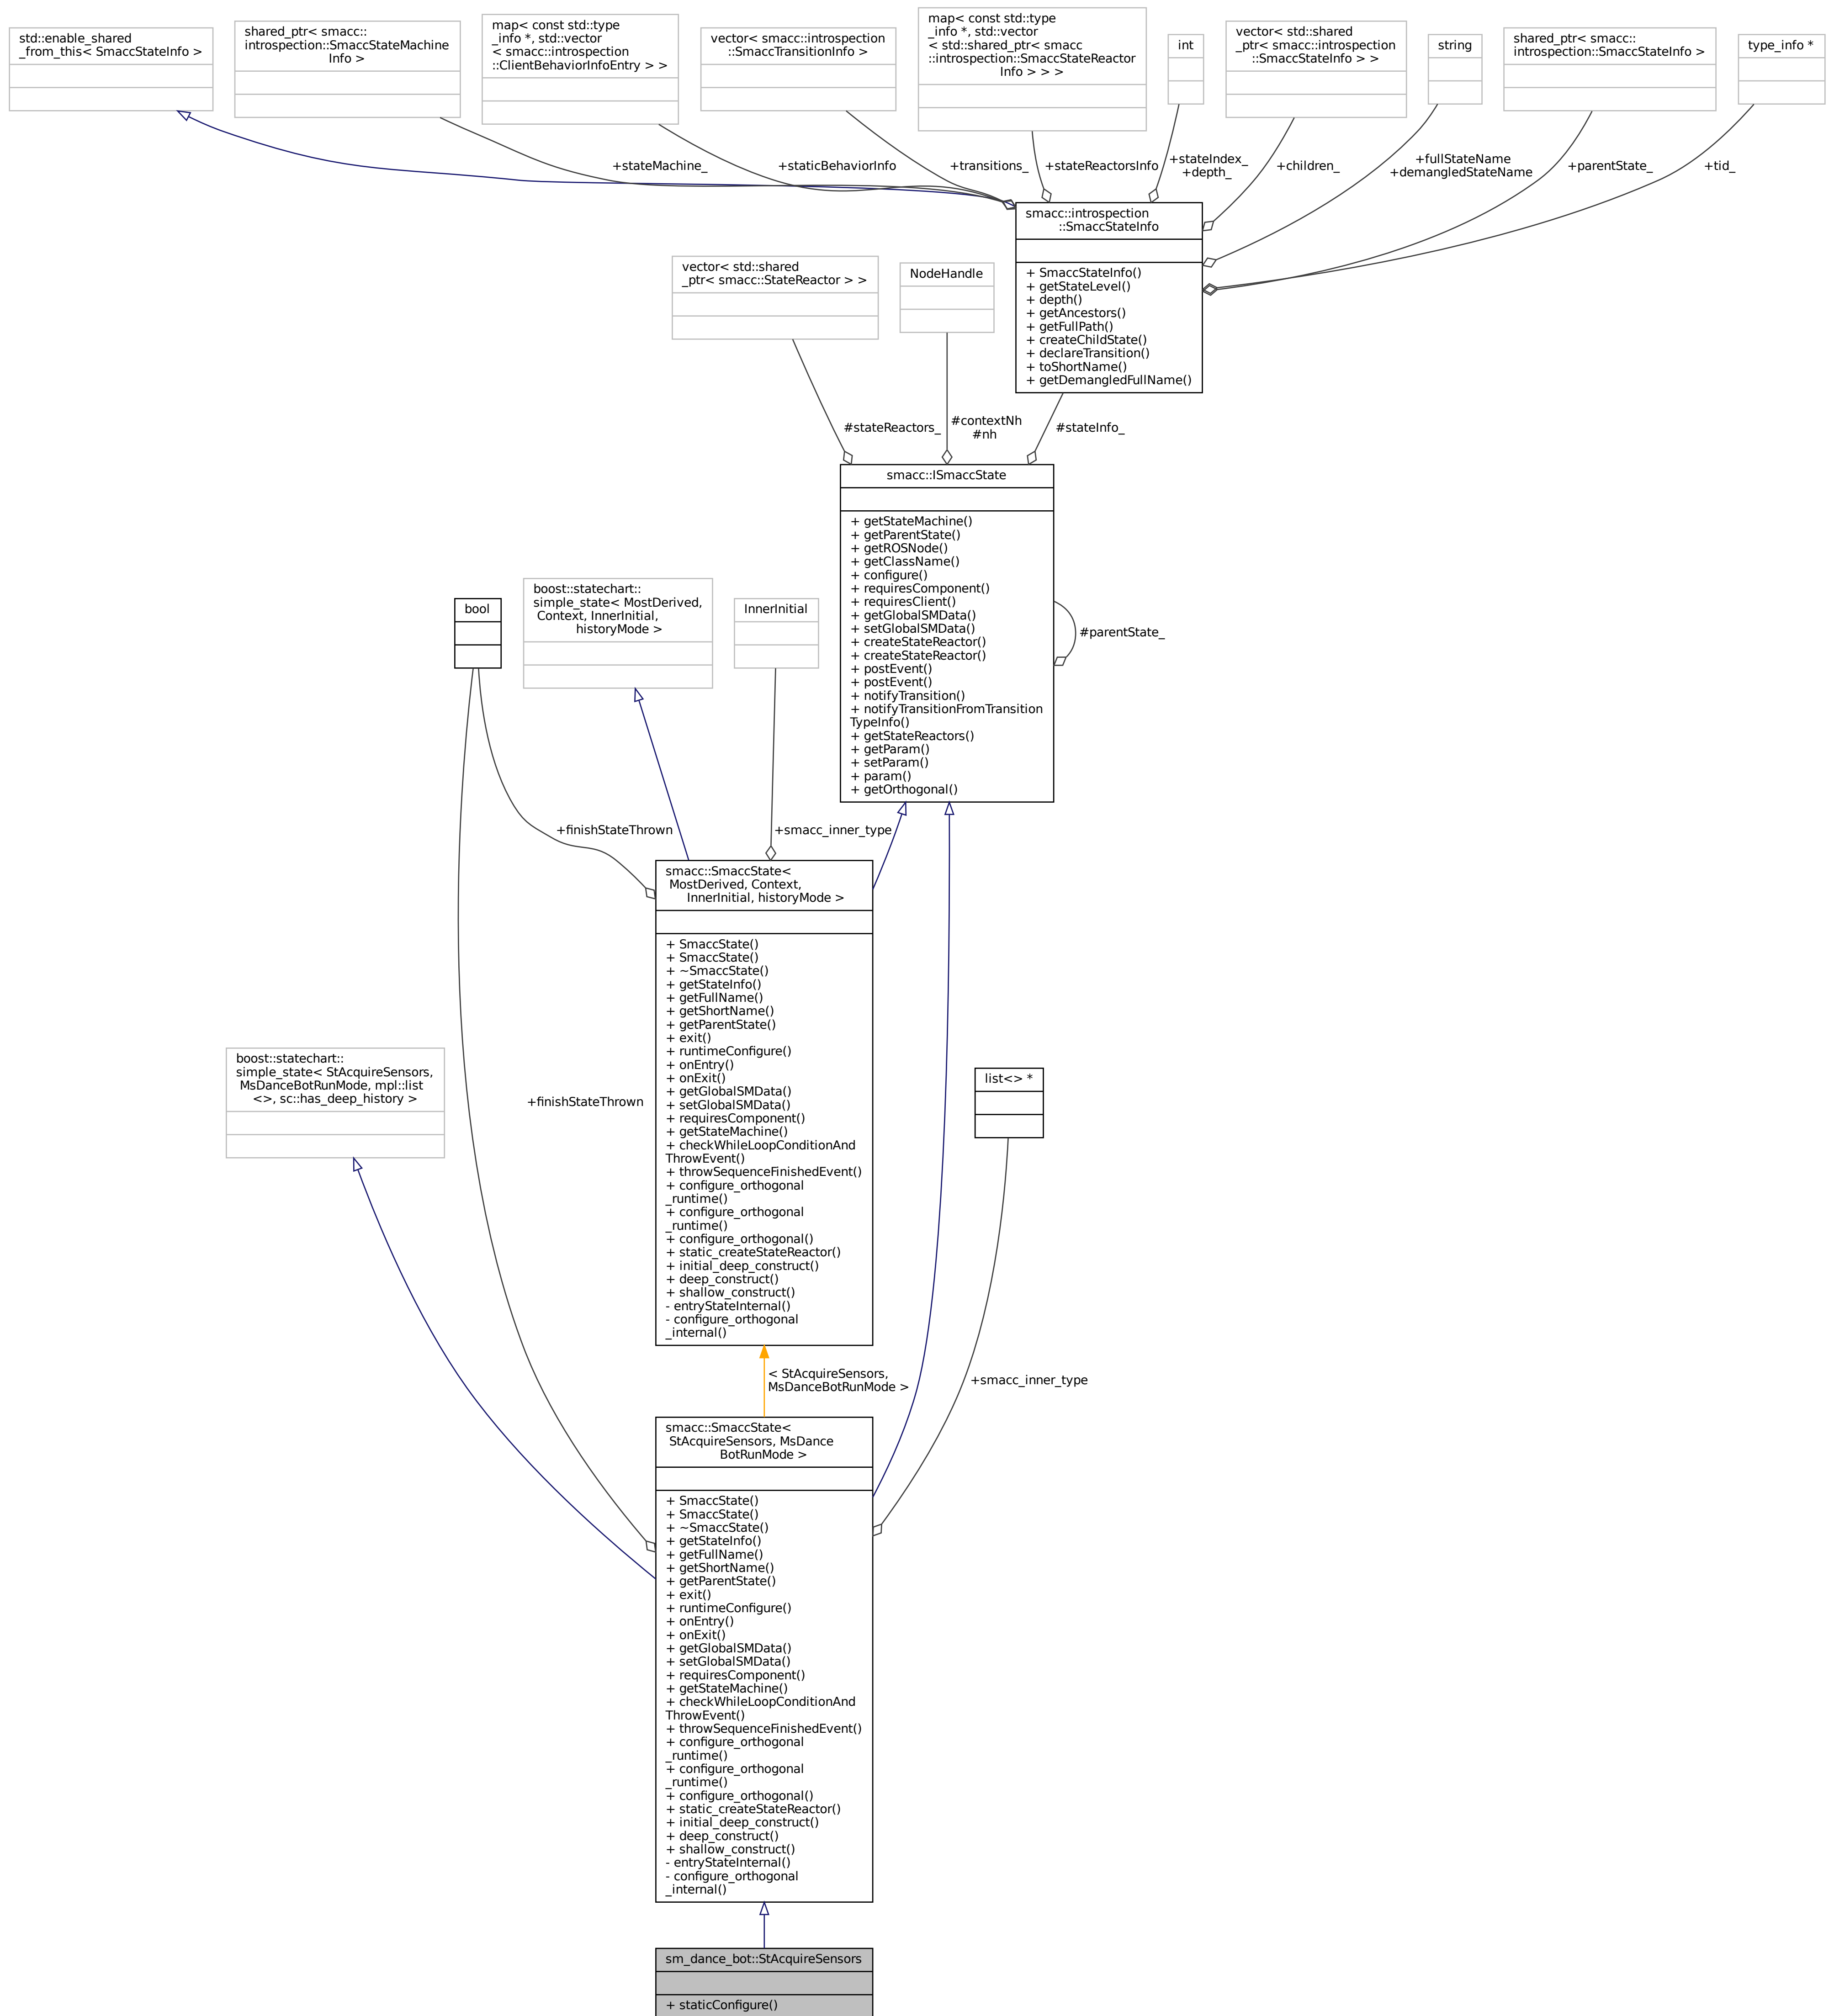 std::enable_shared
_from_this< SmaccStateInfo >
shared_ptr< smacc::
introspection::SmaccStateMachine
Info >
map< const std::type
_info *, std::vector
< smacc::introspection
::ClientBehaviorInfoEntry > >
vector< smacc::introspection
::SmaccTransitionInfo >
map< const std::type
_info *, std::vector
< std::shared_ptr< smacc
::introspection::SmaccStateReactor
Info > > >
int
vector< std::shared
_ptr< smacc::introspection
::SmaccStateInfo > >
string
shared_ptr< smacc::
introspection::SmaccStateInfo >
type_info *
+stateMachine_
+staticBehaviorInfo
+transitions_
+stateReactorsInfo
+stateIndex_
+depth_
+children_
+fullStateName
+demangledStateName
+parentState_
+tid_
smacc::introspection
::SmaccStateInfo
+ SmaccStateInfo()
+ getStateLevel()
+ depth()
+ getAncestors()
+ getFullPath()
+ createChildState()
+ declareTransition()
+ toShortName()
+ getDemangledFullName()
vector< std::shared
_ptr< smacc::StateReactor > >
NodeHandle
#stateReactors_
#contextNh
#nh
#stateInfo_
smacc::ISmaccState
+ getStateMachine()
+ getParentState()
+ getROSNode()
+ getClassName()
+ configure()
+ requiresComponent()
+ requiresClient()
+ getGlobalSMData()
+ setGlobalSMData()
+ createStateReactor()
+ createStateReactor()
+ postEvent()
+ postEvent()
+ notifyTransition()
+ notifyTransitionFromTransition
TypeInfo()
+ getStateReactors()
+ getParam()
+ setParam()
+ param()
+ getOrthogonal()
#parentState_
bool
boost::statechart::
simple_state< MostDerived,
Context, InnerInitial,
historyMode >
InnerInitial
+finishStateThrown
+smacc_inner_type
smacc::SmaccState<
MostDerived, Context,
InnerInitial, historyMode >
+ SmaccState()
+ SmaccState()
+ ~SmaccState()
+ getStateInfo()
+ getFullName()
+ getShortName()
+ getParentState()
+ exit()
+ runtimeConfigure()
+ onEntry()
+ onExit()
+ getGlobalSMData()
+ setGlobalSMData()
+ requiresComponent()
+ getStateMachine()
+ checkWhileLoopConditionAnd
ThrowEvent()
+ throwSequenceFinishedEvent()
+ configure_orthogonal
_runtime()
+ configure_orthogonal
_runtime()
+ configure_orthogonal()
+ static_createStateReactor()
+ initial_deep_construct()
+ deep_construct()
+ shallow_construct()
- entryStateInternal()
- configure_orthogonal
_internal()
boost::statechart::
simple_state< StAcquireSensors,
MsDanceBotRunMode, mpl::list
<>, sc::has_deep_history >
+finishStateThrown
list<> *
< StAcquireSensors,
MsDanceBotRunMode >
+smacc_inner_type
smacc::SmaccState<
StAcquireSensors, MsDance
BotRunMode >
+ SmaccState()
+ SmaccState()
+ ~SmaccState()
+ getStateInfo()
+ getFullName()
+ getShortName()
+ getParentState()
+ exit()
+ runtimeConfigure()
+ onEntry()
+ onExit()
+ getGlobalSMData()
+ setGlobalSMData()
+ requiresComponent()
+ getStateMachine()
+ checkWhileLoopConditionAnd
ThrowEvent()
+ throwSequenceFinishedEvent()
+ configure_orthogonal
_runtime()
+ configure_orthogonal
_runtime()
+ configure_orthogonal()
+ static_createStateReactor()
+ initial_deep_construct()
+ deep_construct()
+ shallow_construct()
- entryStateInternal()
- configure_orthogonal
_internal()
sm_dance_bot::StAcquireSensors
+ staticConfigure()